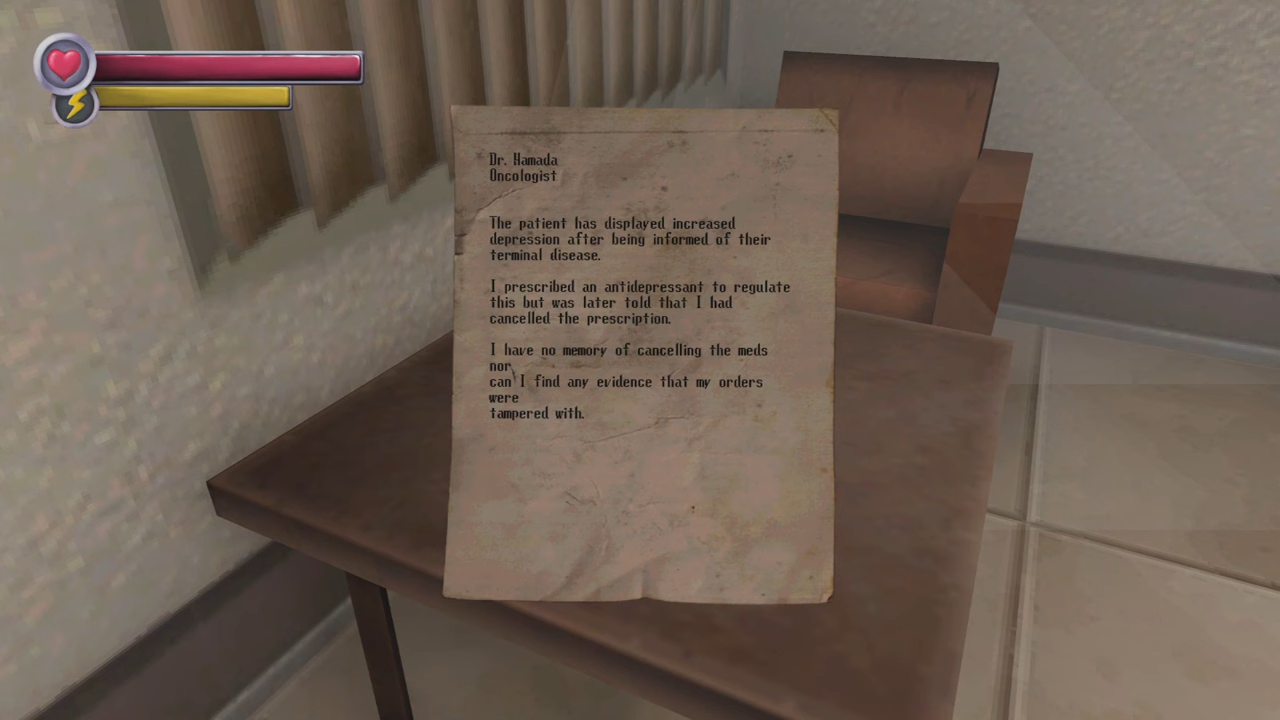 Dr. Hamada
Oncologist
The patient has displayed increased
depression after being informed of their
terminal disease.
I prescribed an antidepressant to regulate
this but was later told that I had
cancelled the prescription.
I have no memory of cancelling the meds
nor
can I find any evidence that my orders
were
tampered with.